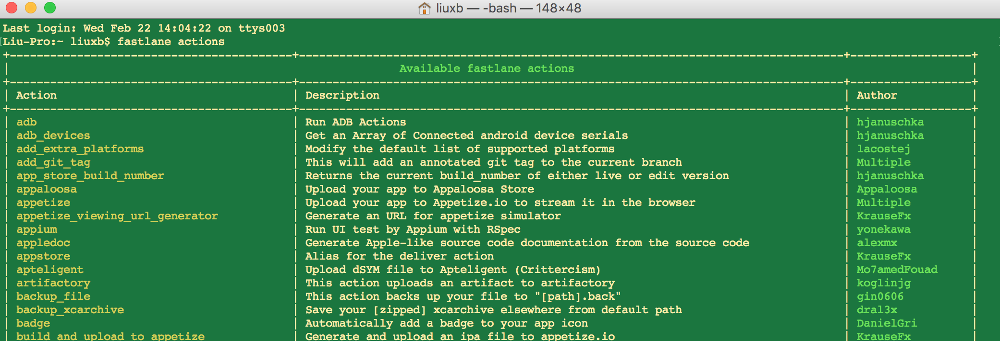 liuxb — -bash — 148×48
Last login: Wed Feb 22 14:04:22 on ttys003
Liu-Pro:~ liuxb$ fastlane actions
Available fastlane actions
Action | Description | Author
adb | Run ADB Actions | hjanuschka
adb_devices | Get an Array of Connected android device serials | hjanuschka
add_extra_platforms | Modify the default list of supported platforms | lacostej
add_git_tag | This will add an annotated git tag to the current branch | Multiple
app_store_build_number | Returns the current build_number of either live or edit version | hjanuschka
appaloosa | Upload your app to Appaloosa Store | Appaloosa
appetize | Upload your app to Appetize.io to stream it in the browser | Multiple
appetize_viewing_url_generator | Generate an URL for appetize simulator | KrauseFx
appium | Run UI test by Appium with RSpec | yonekawa
appledoc | Generate Apple-like source code documentation from the source code | alexmx
appstore | Alias for the deliver action | KrauseFx
apteligent | Upload dSYM file to Apteligent (Crittercism) | Mo7amedFouad
artifactory | This action uploads an artifact to artifactory | koglinjg
backup_file | This action backs up your file to "[path].back" | gin0606
backup_xcarchive | Save your [zipped] xcarchive elsewhere from default path | dral3x
badge | Automatically add a badge to your app icon | DanielGri
build_and_upload_to_appetize | Generate and upload an ipa file to appetize.io | KrauseFx